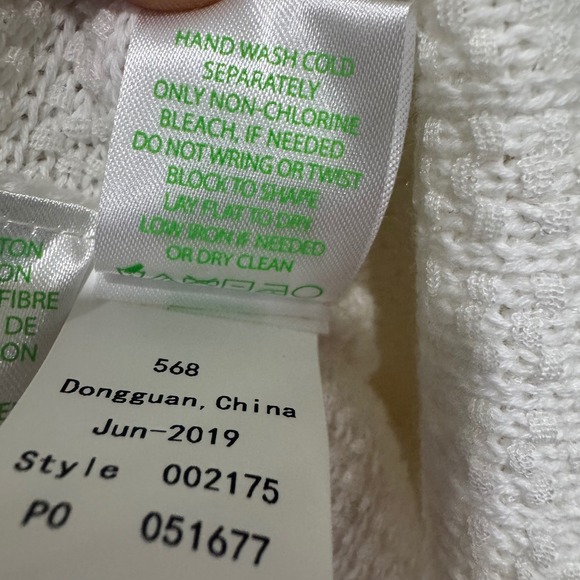 HAND WASH COLD
SEPARATELY
ONLY NON-CHLORINE
BLEACH, IF NEEDED
DO NOT WRING OR TWIST
BLOCK TO SHAPE
LAY FLAT TO DRY
LOW IRON IF NEEDED
OR DRY CLEAN
TON
ON
FIBRE
DE
ON
568
Dongguan, China
Jun-2019
Style 002175
PO 051677